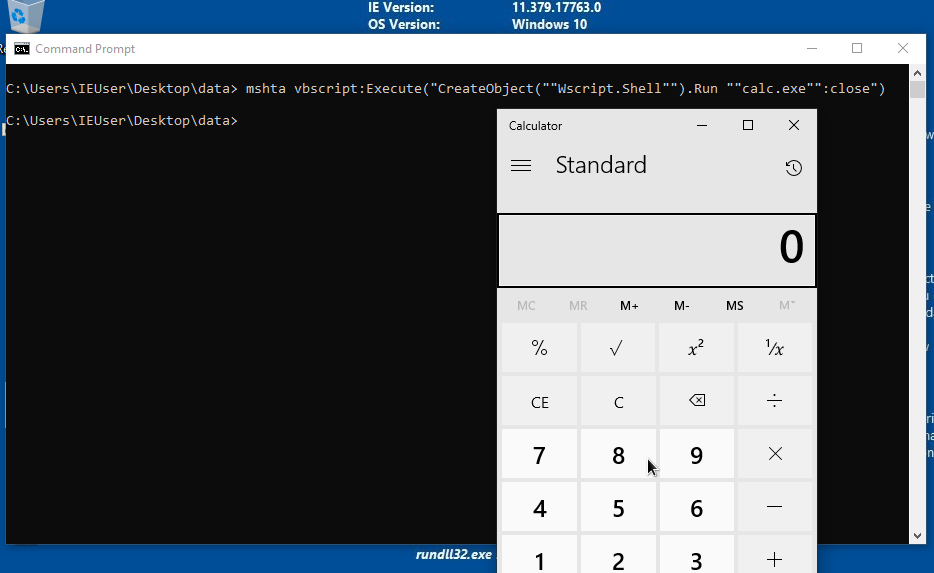 IE Version: 11.379.17763.0
OS Version: Windows 10
Command Prompt
C:\Users\IEUser\Desktop\data> mshta vbscript:Execute("CreateObject(""Wscript.Shell"").Run ""calc.exe"":close")
C:\Users\IEUser\Desktop\data>
Calculator
Standard
0
MC MR M+ M- MS M˅
% √ x² ¹/x
CE C ÷
7 8 9 ×
4 5 6 −
1 2 3 +
rundll32.exe